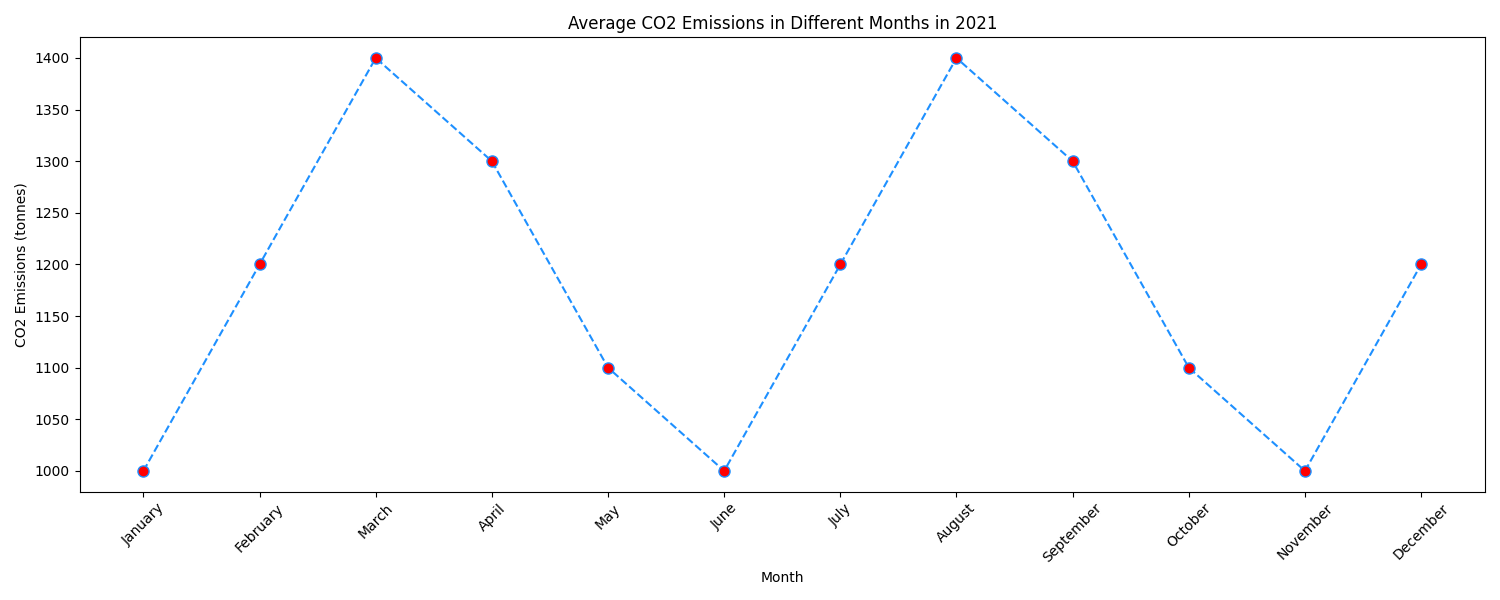 Average CO2 Emissions in Different Months in 2021
CO2 Emissions (tonnes)
1400
1350
1300
1250
1200
1150
1100
1050
1000
January
February
March
April
May
June
July
August
September
October
November
December
Month